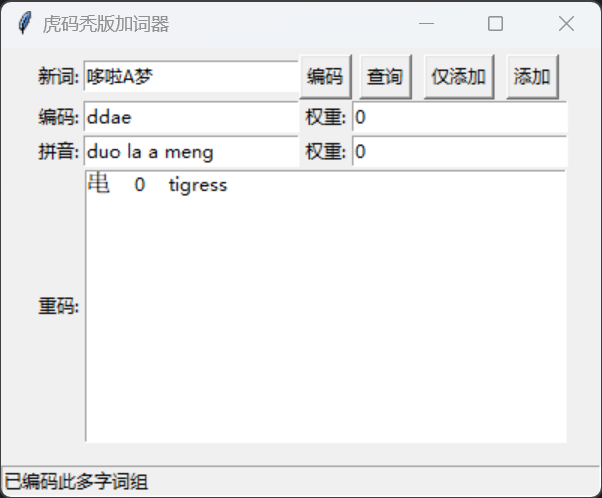 虎码秃版加词器
新词: 哆啦A梦 编码 查询 仅添加 添加
编码: ddae 权重: 0
拼音: duo la a meng 权重: 0
0 tigress
重码:
已编码此多字词组